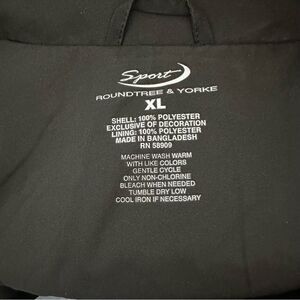 Sport
ROUNDTREE & YORKE
XL
SHELL: 100% POLYESTER
EXCLUSIVE OF DECORATION
LINING: 100% POLYESTER
MADE IN BANGLADESH
RN 58909
MACHINE WASH WARM
WITH LIKE COLORS
GENTLE CYCLE
ONLY NON-CHLORINE
BLEACH WHEN NEEDED
TUMBLE DRY LOW
COOL IRON IF NECESSARY